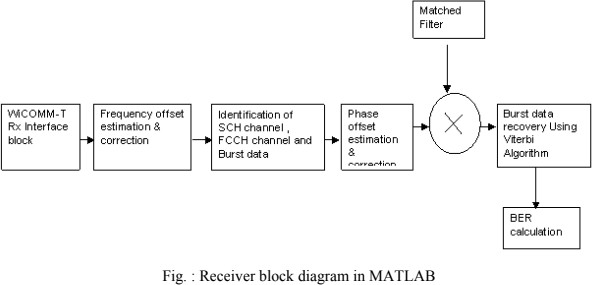 Matched
Filter
WiCOMM-T
Rx Interface
block
Frequency offset
estimation &
correction
Identification of
SCH channel ,
FCCH channel and
Burst data
Phase
offset
estimation
&
correction
Burst data
recovery Using
Viterbi
Algorithm
BER
calculation
Fig. : Receiver block diagram in MATLAB